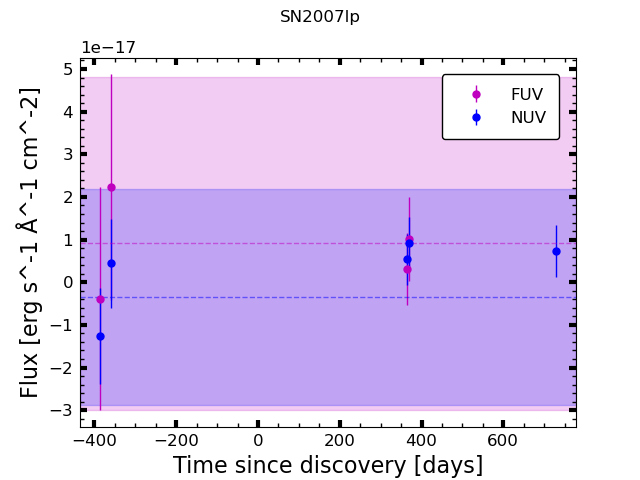 SN2007lp
1e−17
5
4
3
2
1
0
−1
−2
−3
Flux [erg s^-1 Å^-1 cm^-2]
FUV
NUV
−400 −200 0 200 400 600
Time since discovery [days]